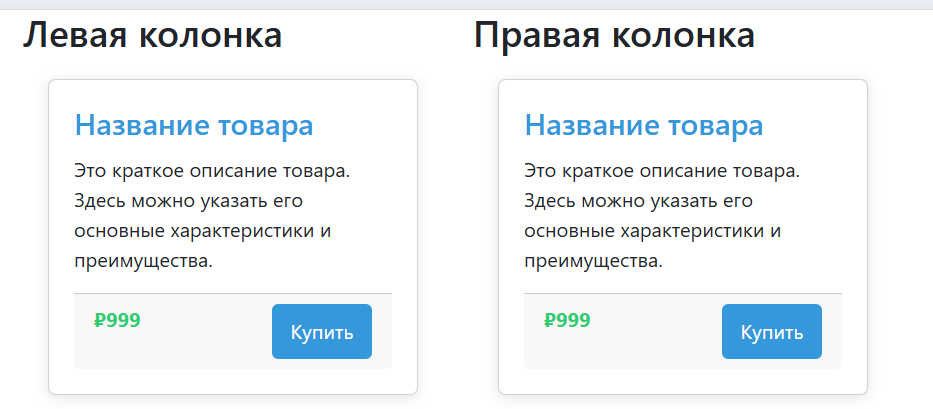 Левая колонка
Название товара
Это краткое описание товара.
Здесь можно указать его
основные характеристики и
преимущества.
₽999
Купить
Правая колонка
Название товара
Это краткое описание товара.
Здесь можно указать его
основные характеристики и
преимущества.
₽999
Купить